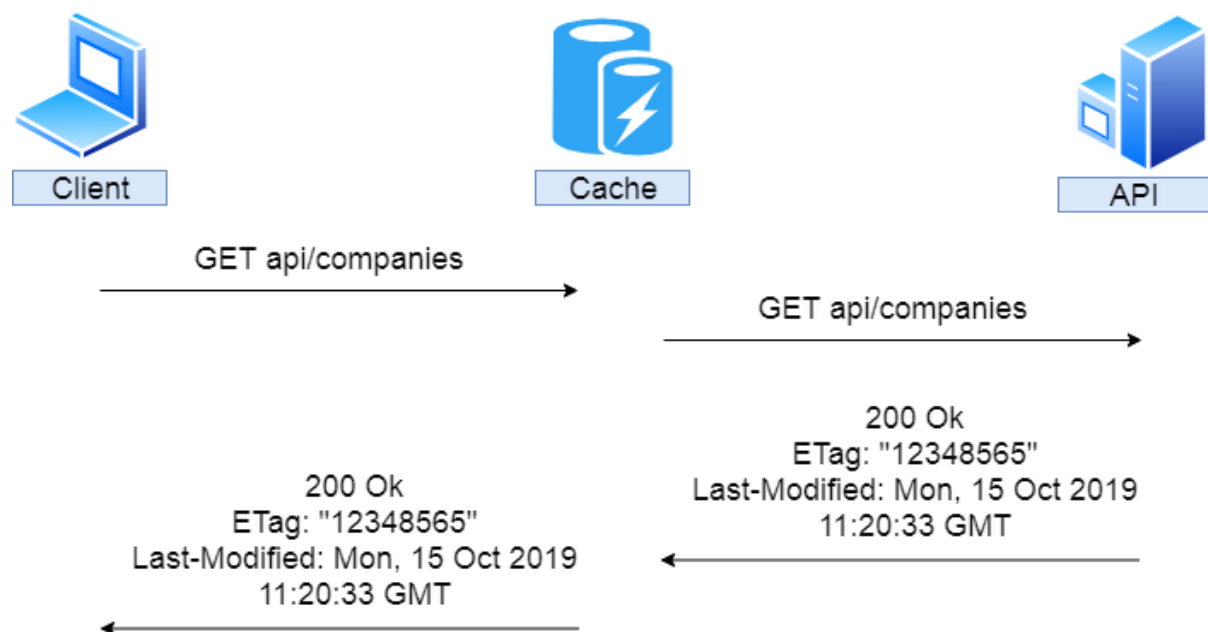 Client
Cache
API
GET api/companies
GET api/companies
200 Ok
ETag: "12348565"
Last-Modified: Mon, 15 Oct 2019
11:20:33 GMT
200 Ok
ETag: "12348565"
Last-Modified: Mon, 15 Oct 2019
11:20:33 GMT